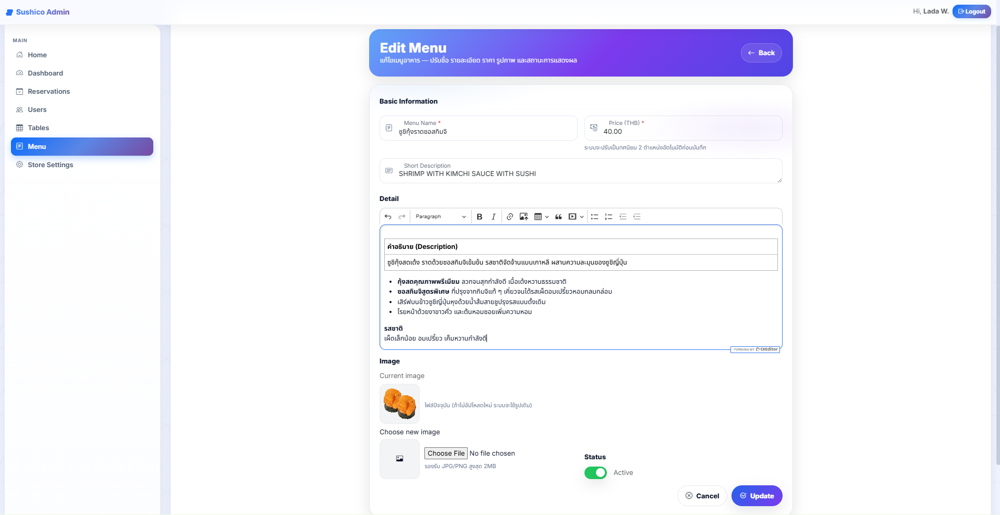 Sushico Admin
Hi, Lada W.
Logout
MAIN
Home
Dashboard
Reservations
Users
Tables
Menu
Store Settings
Edit Menu
แก้ไขเมนูอาหาร — ปรับชื่อ รายละเอียด ราคา รูปภาพ และสถานะการแสดงผล
Back
Basic Information
Menu Name *
ซูชิกุ้งราดซอสกิมจิ
Price (THB) *
40.00
ระบบจะปรับเป็นทศนิยม 2 ตำแหน่งอัตโนมัติก่อนบันทึก
Short Description
SHRIMP WITH KIMCHI SAUCE WITH SUSHI
Detail
Paragraph
คำอธิบาย (Description)
ซูชิกุ้งสดเด้ง ราดด้วยซอสกิมจิเข้มข้น รสชาติจัดจ้านแบบเกาหลี ผสานความละมุนของซูชิญี่ปุ่น
กุ้งสดคุณภาพพรีเมียม ลวกจนสุกกำลังดี เนื้อเด้งหวานธรรมชาติ
ซอสกิมจิสูตรพิเศษ ที่ปรุงจากกิมจิแท้ ๆ เคี่ยวจนได้รสเผ็ดอมเปรี้ยวหอมกลมกล่อม
เสิร์ฟบนข้าวซูชิญี่ปุ่นหุงด้วยน้ำส้มสายชูปรุงรสแบบดั้งเดิม
โรยหน้าด้วยงาขาวคั่ว และต้นหอมซอยเพิ่มความหอม
รสชาติ
เผ็ดเล็กน้อย อมเปรี้ยว เค็มหวานกำลังดี
POWERED BY CKEditor
Image
Current image
ไฟล์ปัจจุบัน (ถ้าไม่อัปโหลดใหม่ ระบบจะใช้รูปเดิม)
Choose new image
Choose File No file chosen
รองรับ JPG/PNG สูงสุด 2MB
Status
Active
Cancel
Update